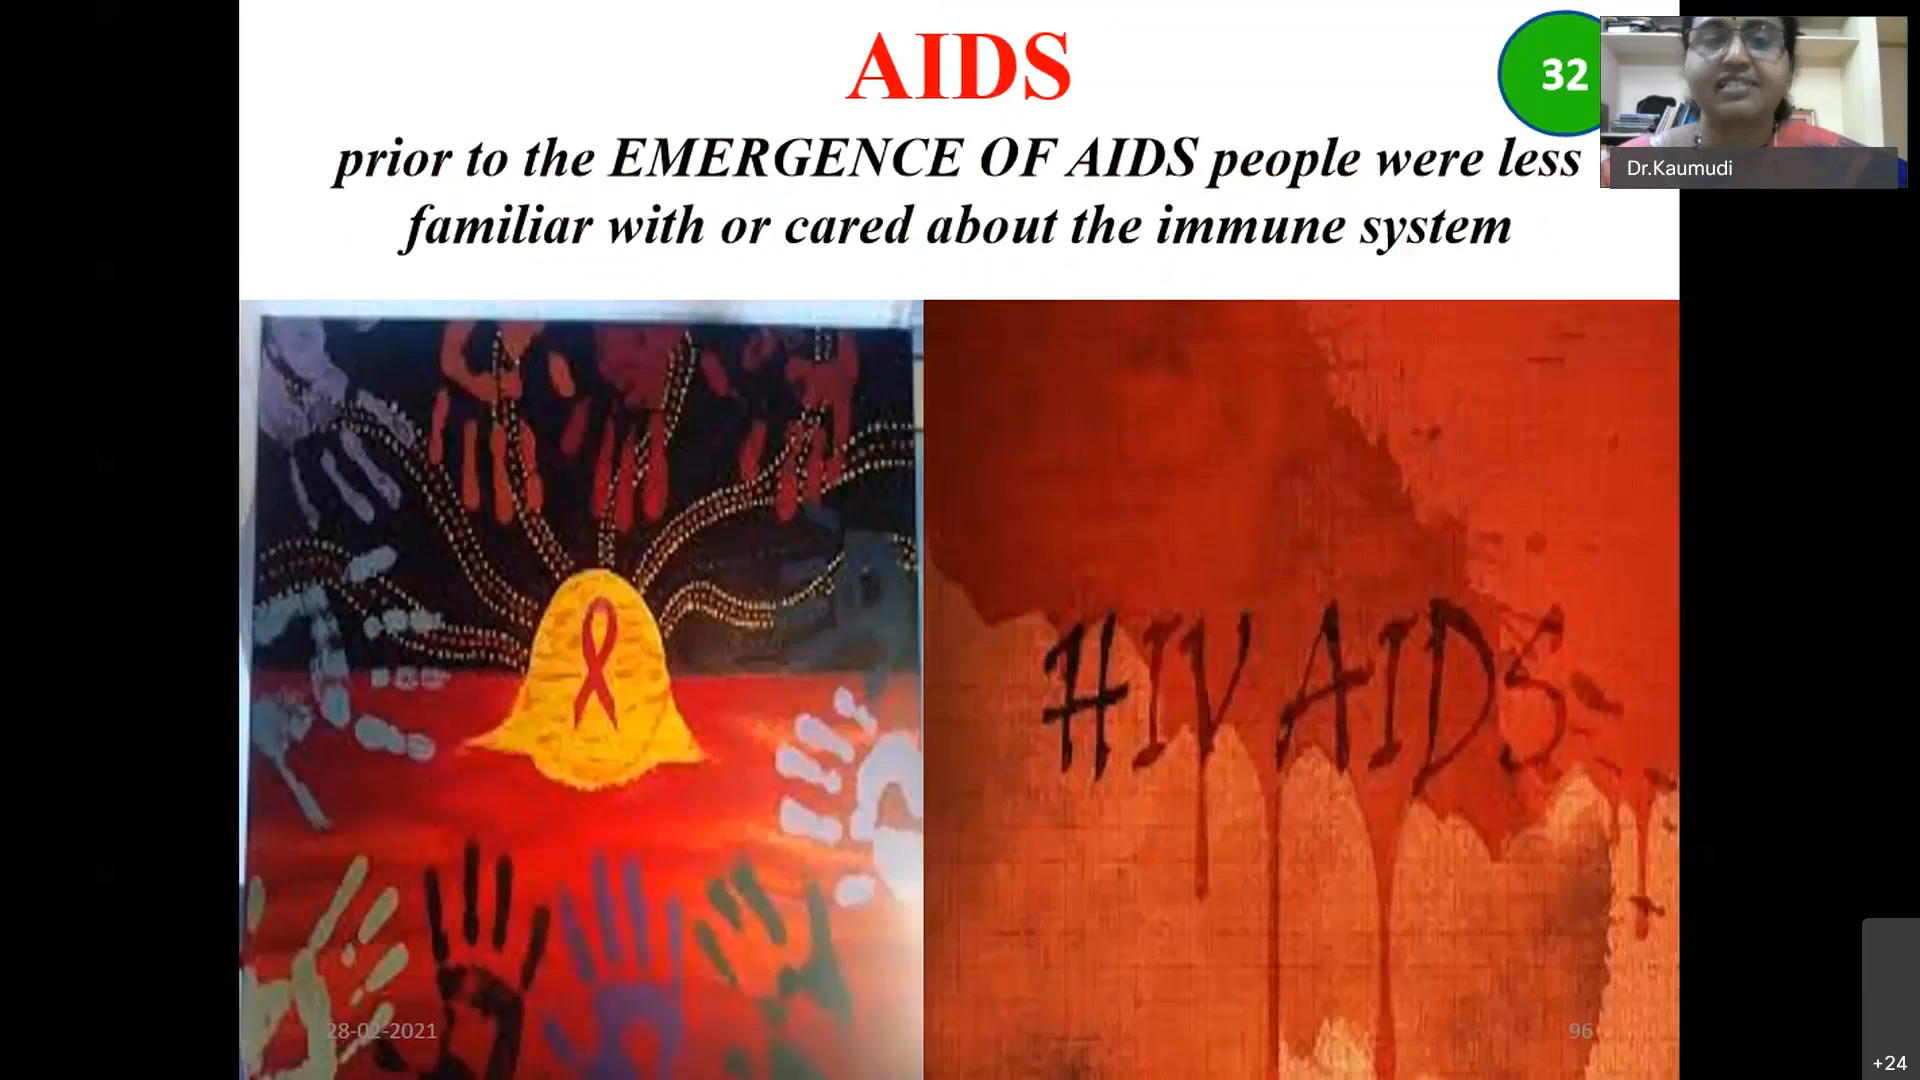 AIDS
32
prior to the EMERGENCE OF AIDS people were less
familiar with or cared about the immune system
Dr.Kaumudi
HIV AIDS
28-02-2021
96
+24